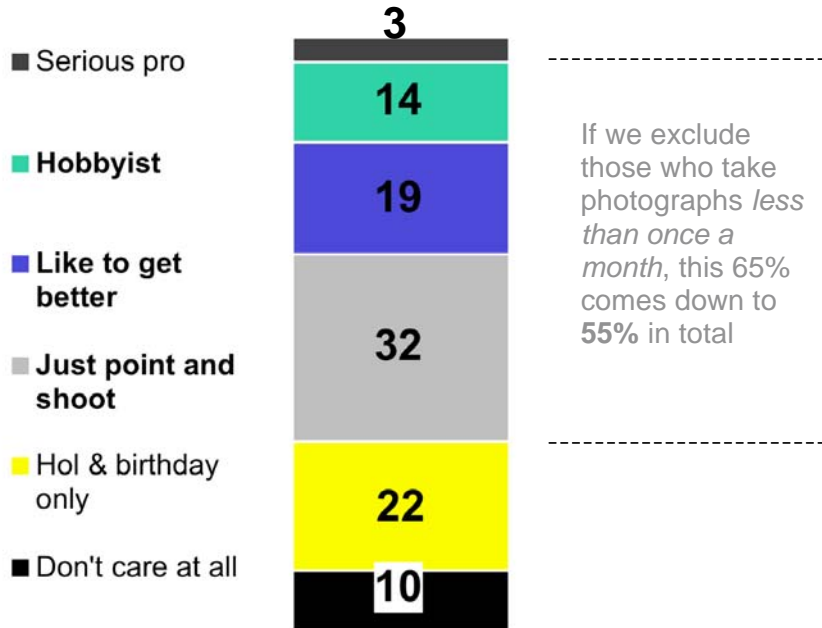 Serious pro
Hobbyist
Like to get
better
Just point and
shoot
Hol & birthday
only
Don't care at all
3
14
19
32
22
10
If we exclude
those who take
photographs less
than once a
month, this 65%
comes down to
55% in total